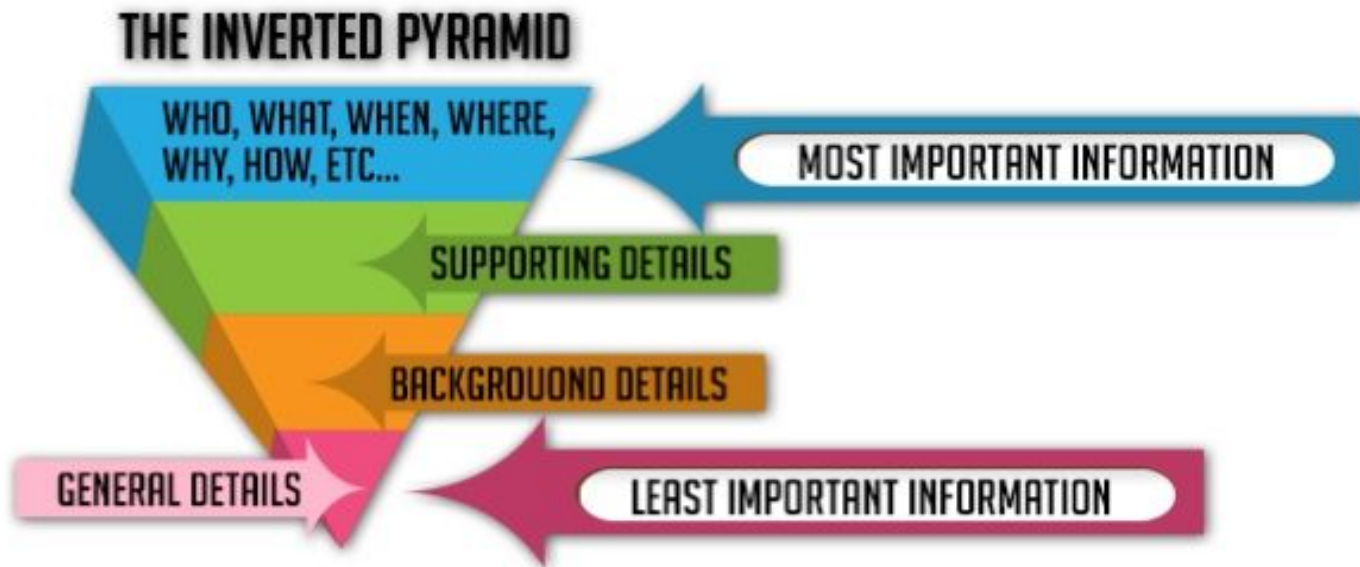 THE INVERTED PYRAMID
WHO, WHAT, WHEN, WHERE,
WHY, HOW, ETC...
MOST IMPORTANT INFORMATION
SUPPORTING DETAILS
BACKGROUOND DETAILS
GENERAL DETAILS
LEAST IMPORTANT INFORMATION